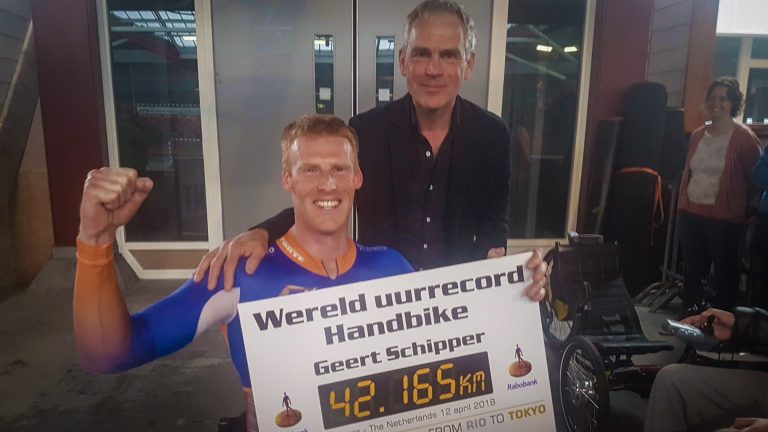 Wereld uurrecord
Handbike
Geert Schipper
42.165KM
The Netherlands 12 april 2018
FROM RIO TO TOKYO
Rabobank